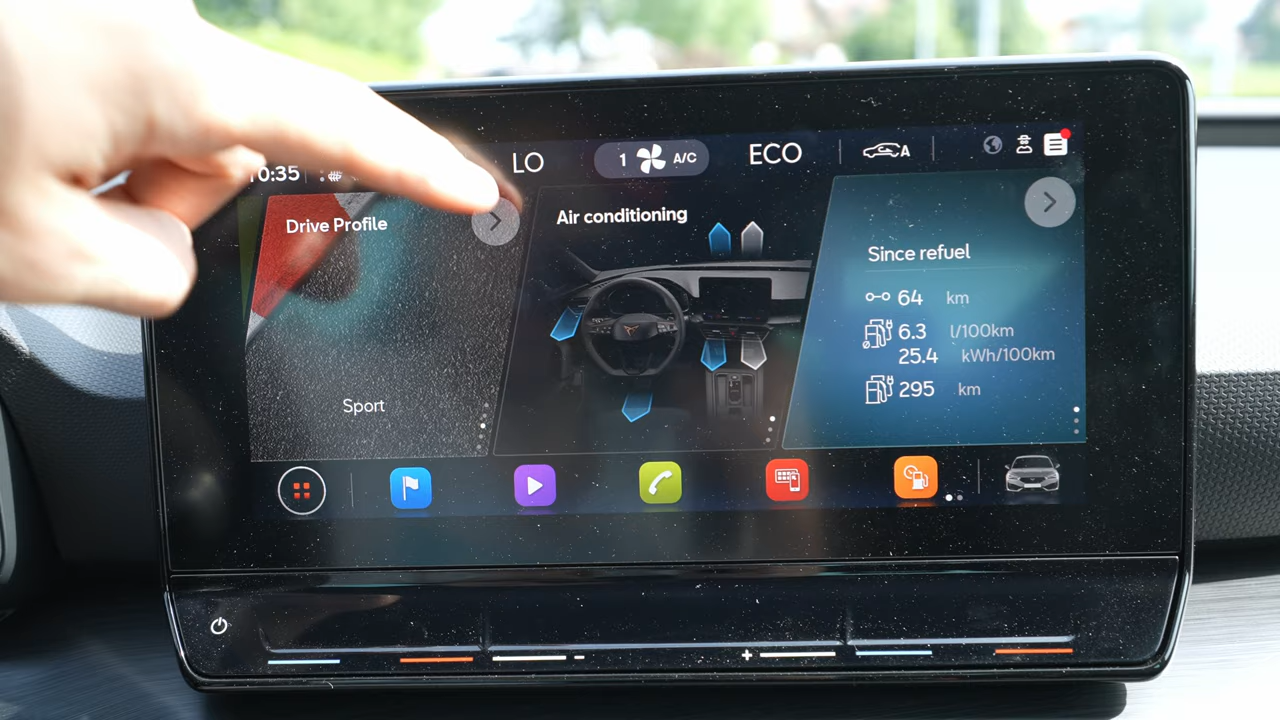 10:35
LO
1 A/C
ECO
A
Drive Profile
Sport
Air conditioning
Since refuel
64 km
6.3 l/100km
25.4 kWh/100km
295 km